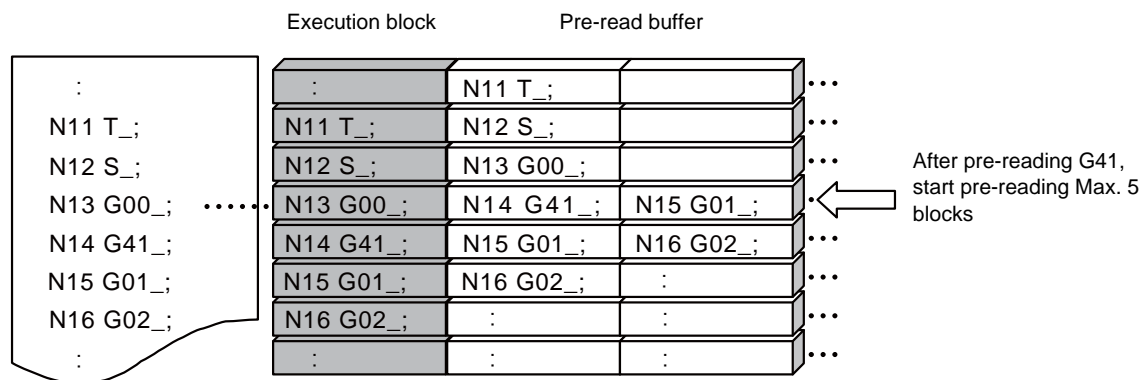 Execution block Pre-read buffer
:
N11 T_;
N12 S_;
N13 G00_; ......
N14 G41_;
N15 G01_;
N16 G02_;
:
: N11 T_; ...
N11 T_; N12 S_; ...
N12 S_; N13 G00_; ...
N13 G00_; N14 G41_; N15 G01_;
N14 G41_; N15 G01_; N16 G02_; ...
N15 G01_; N16 G02_; : ...
N16 G02_; : : ...
: : : ...
After pre-reading G41,
start pre-reading Max. 5
blocks